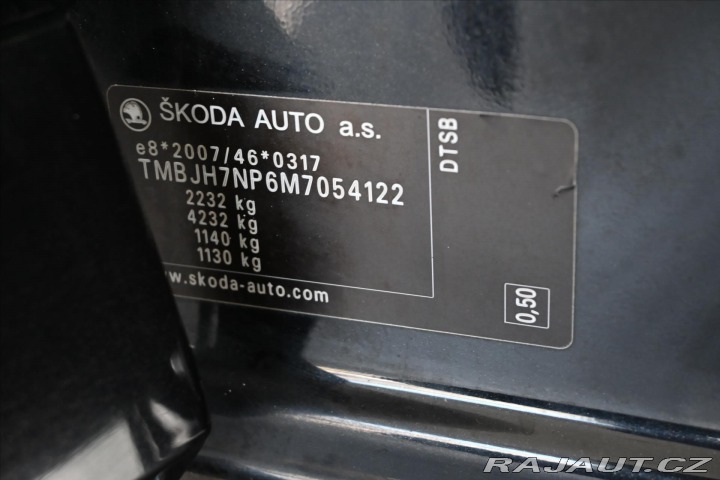 ŠKODA AUTO a.s.
e8*2007/46*0317
TMBJH7NP6M7054122
2232 kg
4232 kg
1140 kg
1130 kg
www.skoda-auto.com
DTSB
0,50
RAJAUT.CZ